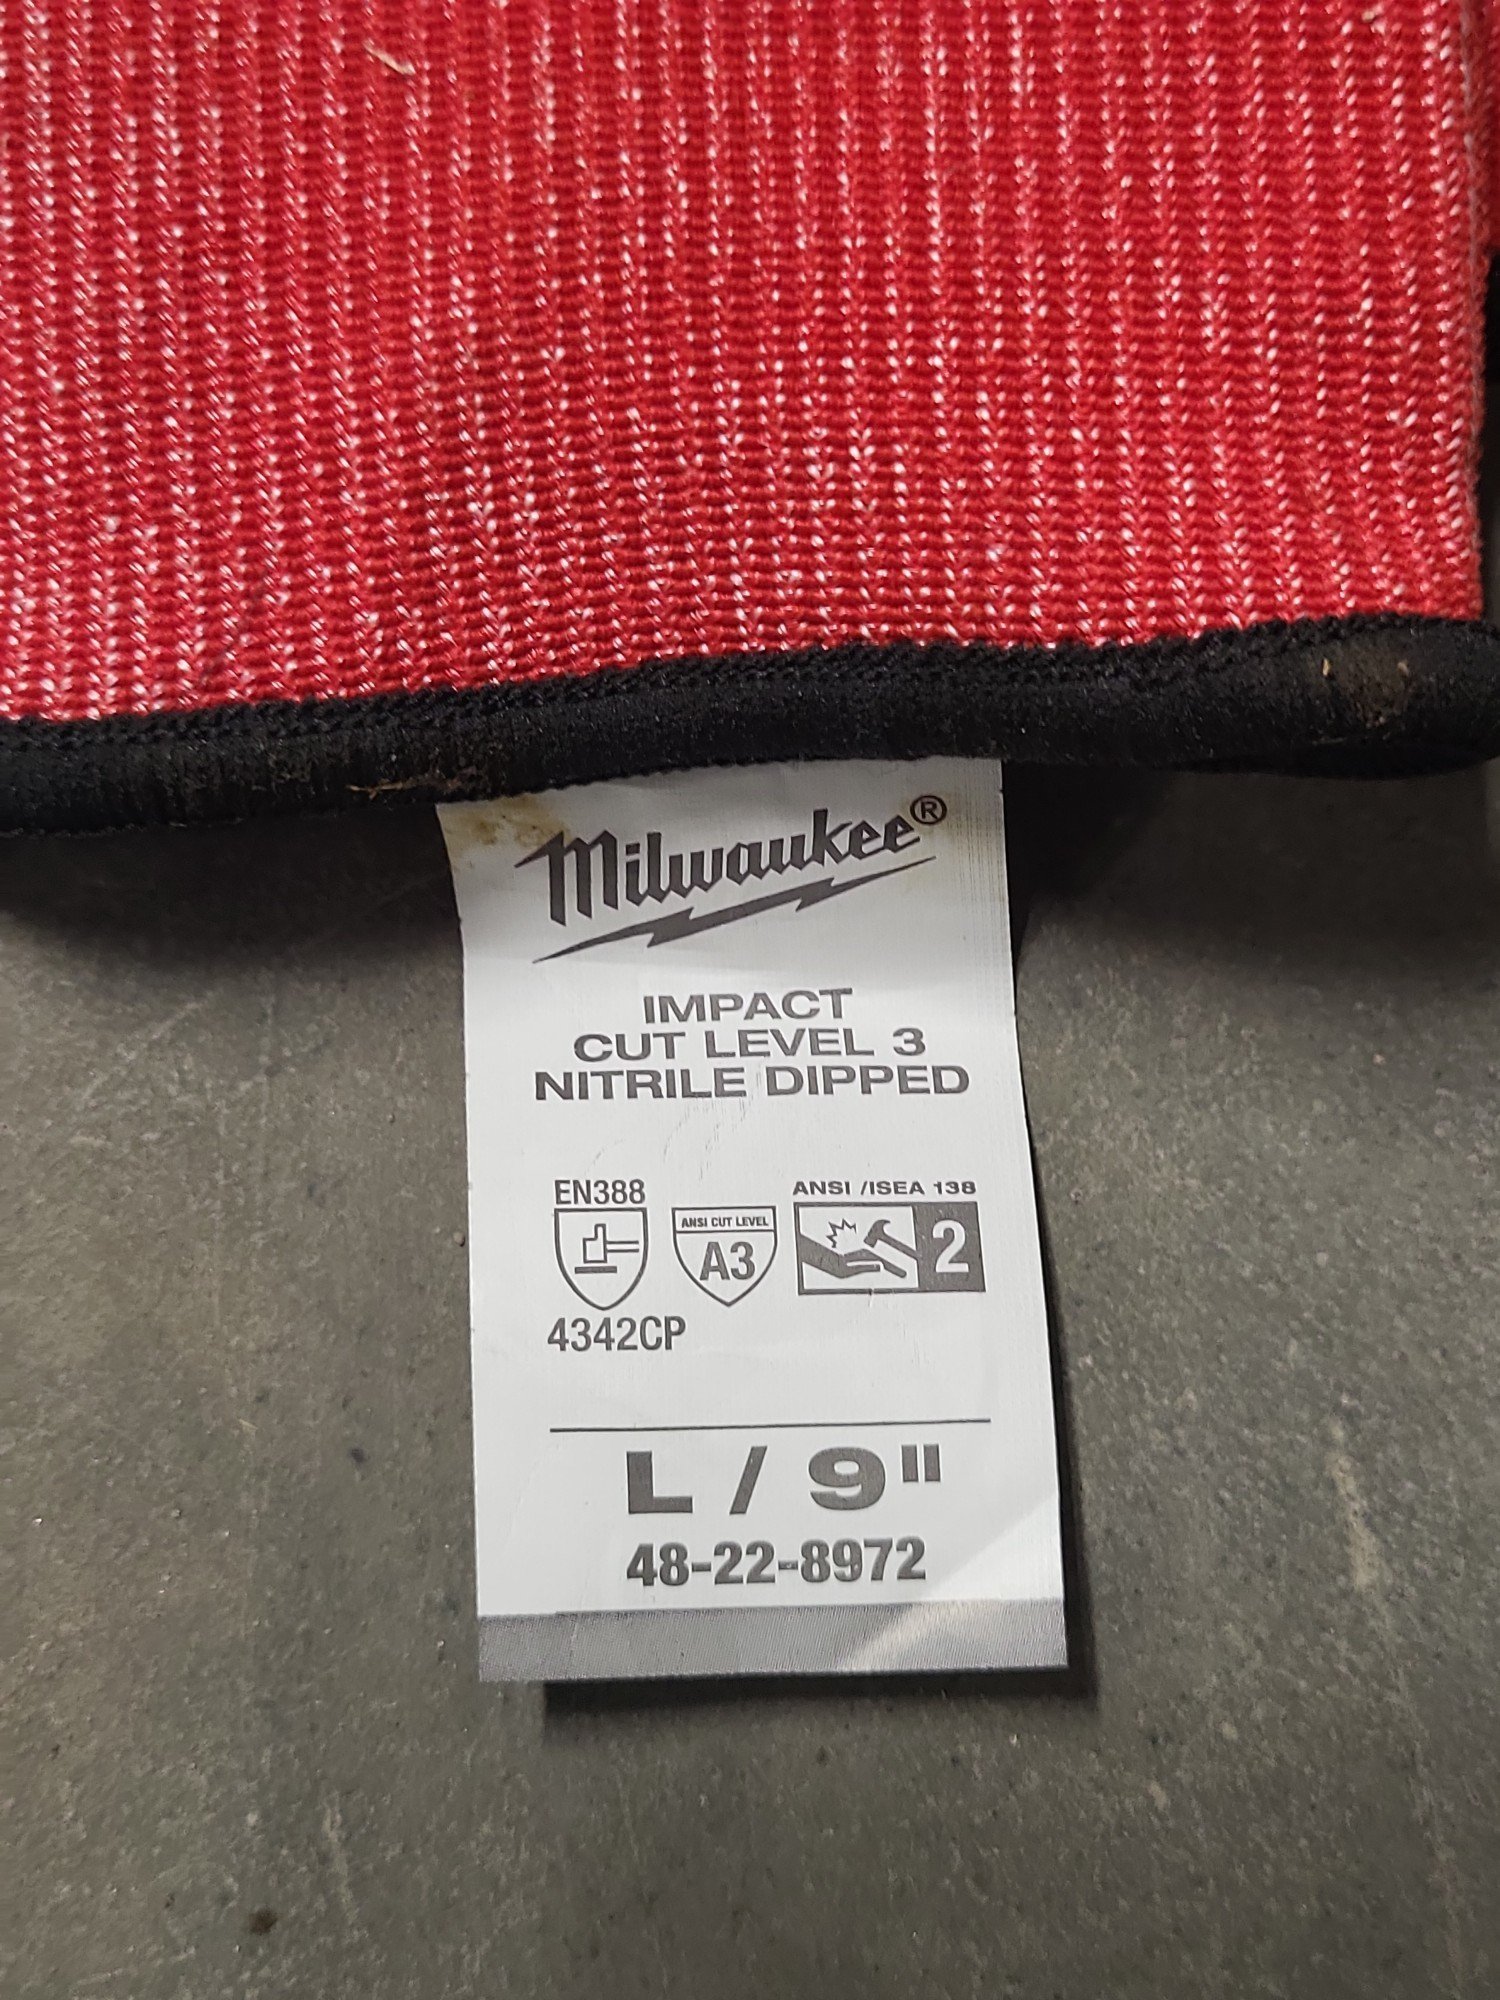 Milwaukee®
IMPACT
CUT LEVEL 3
NITRILE DIPPED
EN388
4342CP
ANSI CUT LEVEL
A3
ANSI /ISEA 138
2
L / 9"
48-22-8972